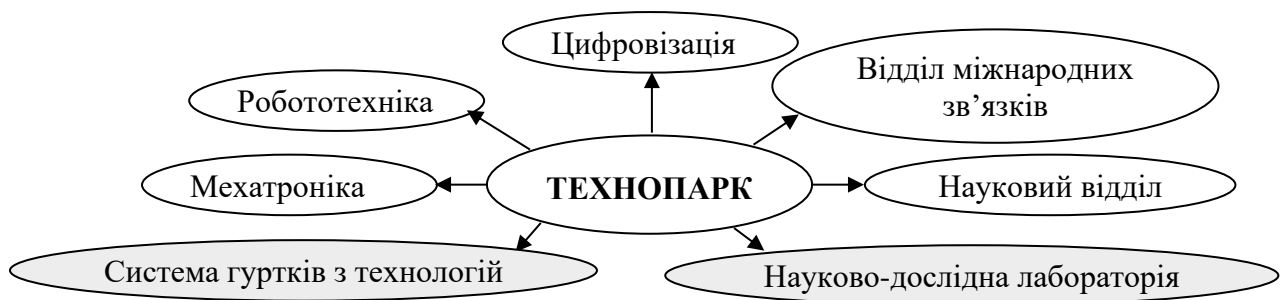 Цифровізація
Відділ міжнародних
зв’язків
Робототехніка
Мехатроніка
ТЕХНОПАРК
Науковий відділ
Система гуртків з технологій
Науково-дослідна лабораторія